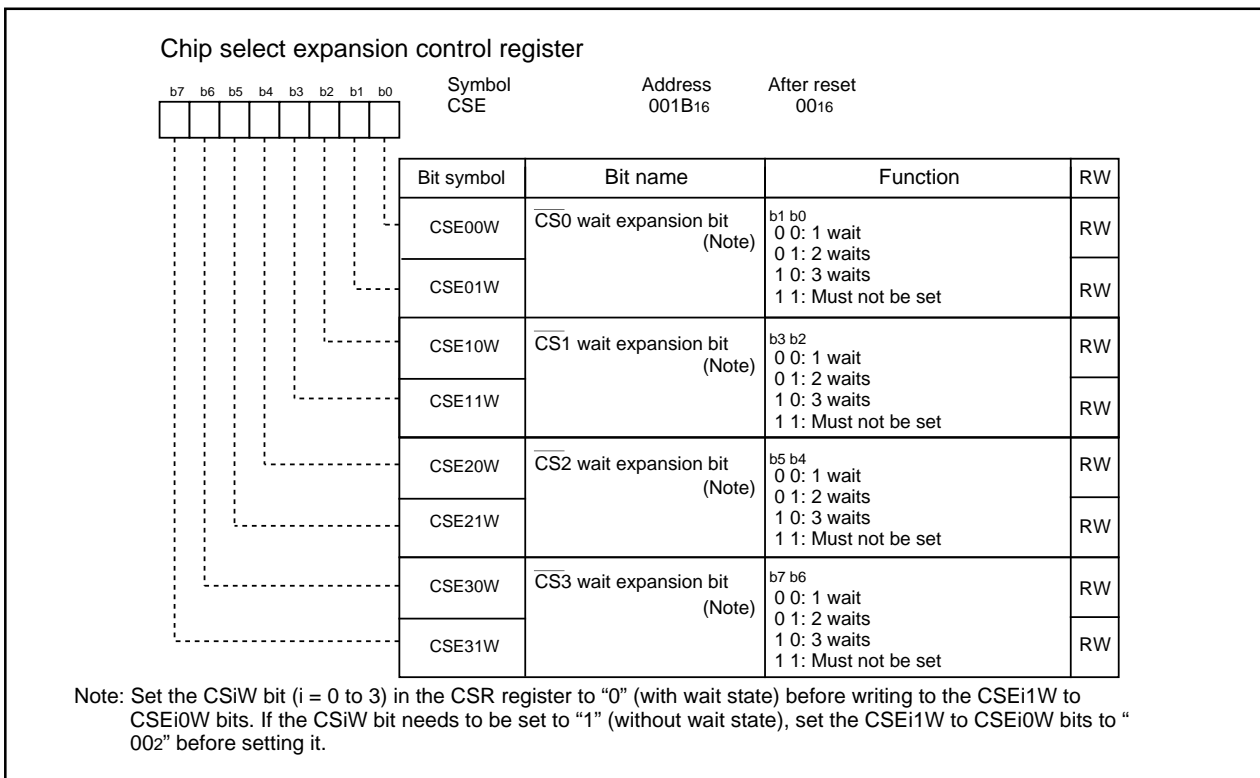 Chip select expansion control register
b7 b6 b5 b4 b3 b2 b1 b0
Symbol Address After reset
CSE 001B16 0016
Bit symbol Bit name Function RW
CSE00W CS0 wait expansion bit (Note) b1 b0 RW
0 0: 1 wait
0 1: 2 waits
CSE01W 1 0: 3 waits RW
1 1: Must not be set
CSE10W CS1 wait expansion bit (Note) b3 b2 RW
0 0: 1 wait
0 1: 2 waits
CSE11W 1 0: 3 waits RW
1 1: Must not be set
CSE20W CS2 wait expansion bit (Note) b5 b4 RW
0 0: 1 wait
0 1: 2 waits
CSE21W 1 0: 3 waits RW
1 1: Must not be set
CSE30W CS3 wait expansion bit (Note) b7 b6 RW
0 0: 1 wait
0 1: 2 waits
CSE31W 1 0: 3 waits RW
1 1: Must not be set
Note: Set the CSiW bit (i = 0 to 3) in the CSR register to “0” (with wait state) before writing to the CSEi1W to
CSEi0W bits. If the CSiW bit needs to be set to “1” (without wait state), set the CSEi1W to CSEi0W bits to “
002” before setting it.